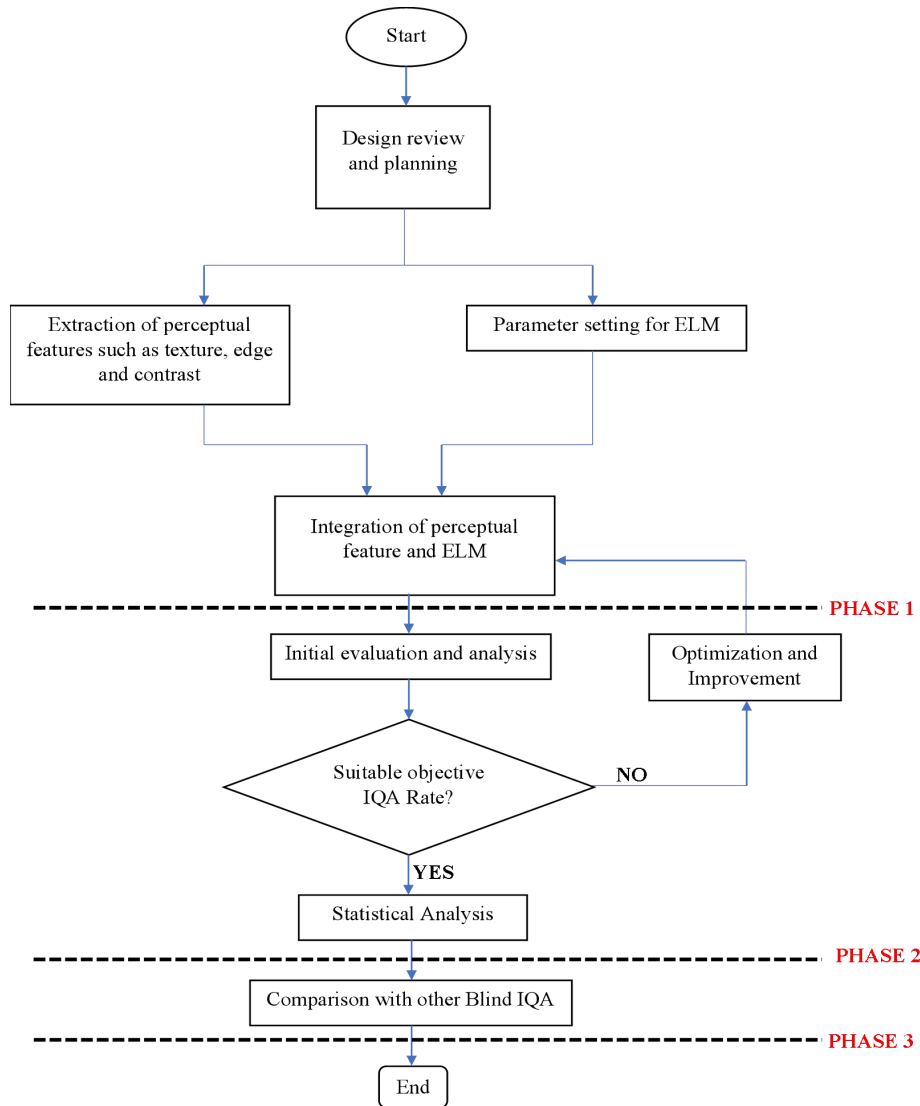 Start
Design review
and planning
Extraction of perceptual
features such as texture, edge
and contrast
Parameter setting for ELM
Integration of perceptual
feature and ELM
PHASE 1
Initial evaluation and analysis
Optimization and
Improvement
Suitable objective
IQA Rate?
NO
YES
Statistical Analysis
PHASE 2
Comparison with other Blind IQA
PHASE 3
End